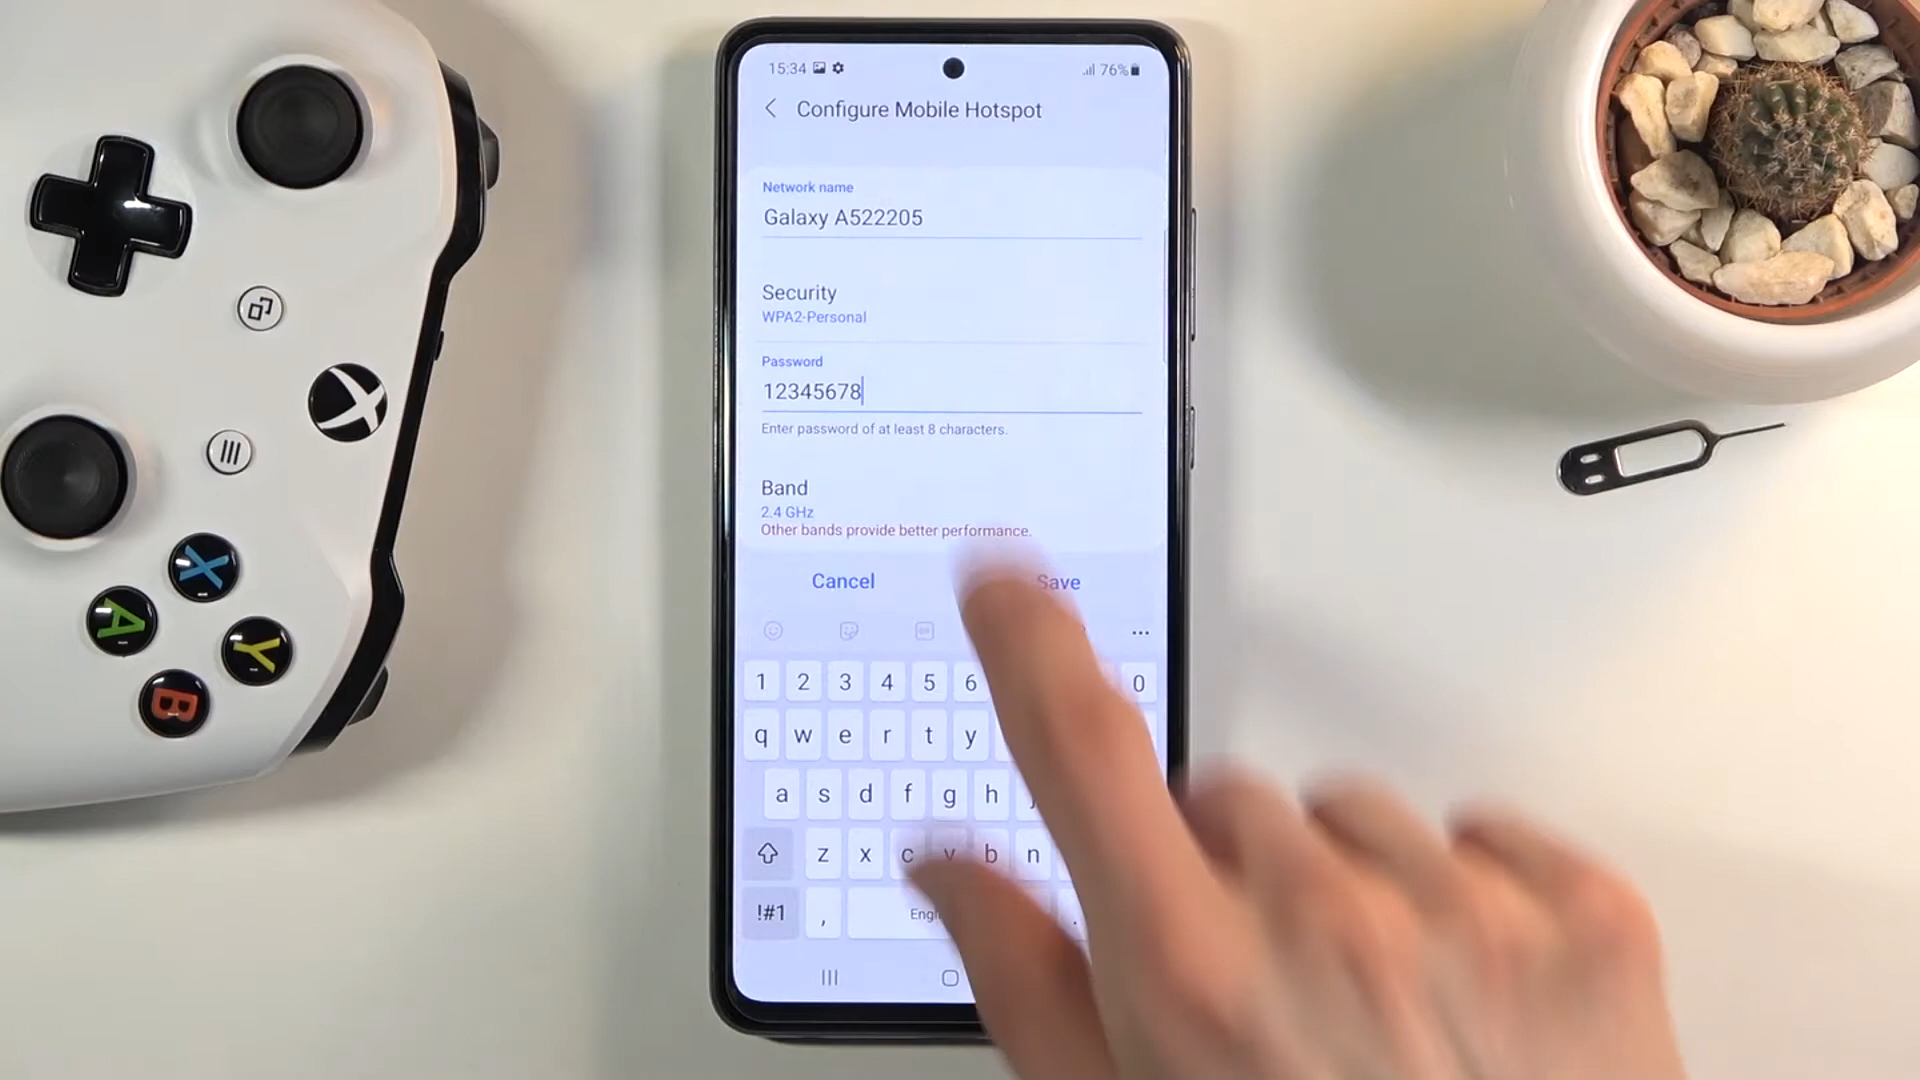 15:34 76%
Configure Mobile Hotspot
Network name
Galaxy A522205
Security
WPA2-Personal
Password
12345678
Enter password of at least 8 characters.
Band
2.4 GHz
Other bands provide better performance.
Cancel Save
1 2 3 4 5 6 0
q w e r t y
a s d f g h
z x c v b n
!#1 , .
X
A
Y
B